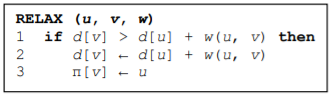 RELAX (u, v, w)
1 if d[v] > d[u] + w(u, v) then
2 d[v] ← d[u] + w(u, v)
3 π[v] ← u